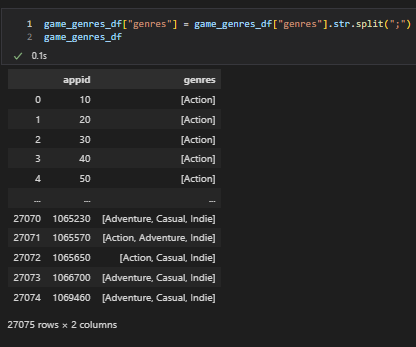 1 game_genres_df["genres"] = game_genres_df["genres"].str.split(";")
2 game_genres_df
✓ 0.1s
appid genres
0 10 [Action]
1 20 [Action]
2 30 [Action]
3 40 [Action]
4 50 [Action]
... ... ...
27070 1065230 [Adventure, Casual, Indie]
27071 1065570 [Action, Adventure, Indie]
27072 1065650 [Action, Casual, Indie]
27073 1066700 [Adventure, Casual, Indie]
27074 1069460 [Adventure, Casual, Indie]
27075 rows × 2 columns